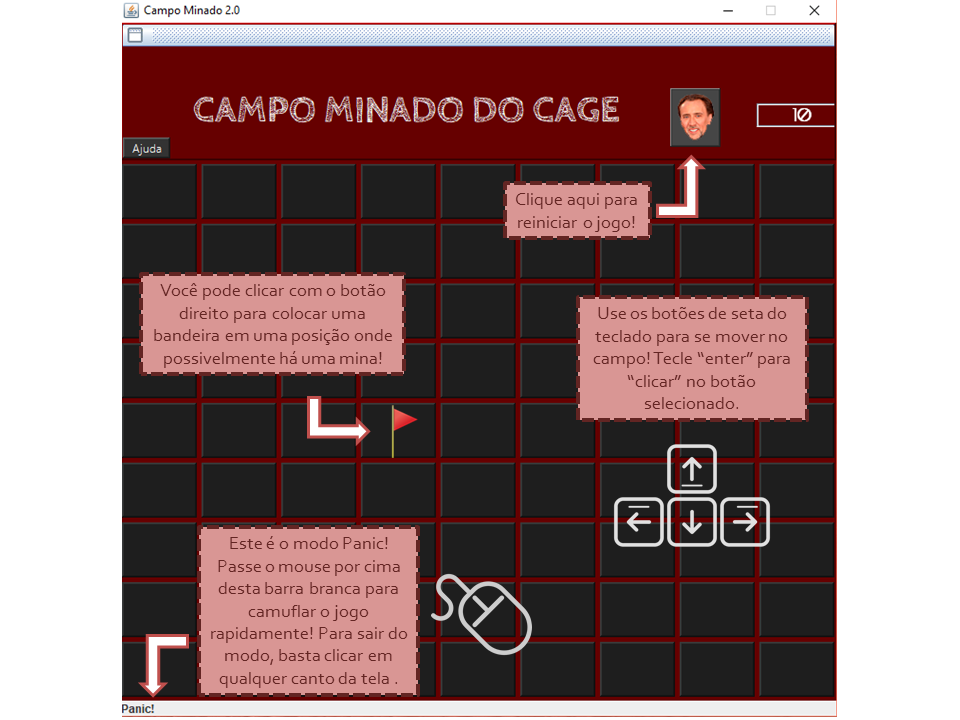 Campo Minado 2.0
CAMPO MINADO DO CAGE
10
Ajuda
Clique aqui para
reiniciar o jogo!
Você pode clicar com o botão
direito para colocar uma
bandeira em uma posição onde
possivelmente há uma mina!
Use os botões de seta do
teclado para se mover no
campo! Tecle “enter” para
“clicar” no botão
selecionado.
Este é o modo Panic!
Passe o mouse por cima
desta barra branca para
camuflar o jogo
rapidamente! Para sair do
modo, basta clicar em
qualquer canto da tela .
Panic!